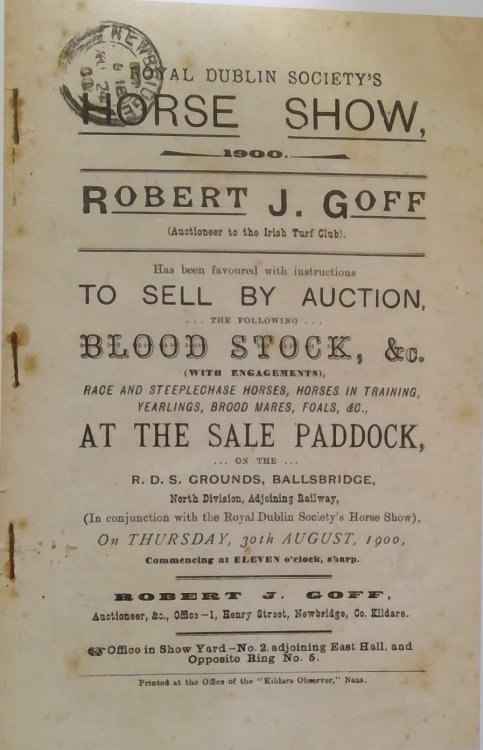 NEWBRIDGE
ROYAL DUBLIN SOCIETY'S
HORSE SHOW,
1900.
ROBERT J. GOFF
(Auctioneer to the Irish Turf Club).
Has been favoured with instructions
TO SELL BY AUCTION,
... THE FOLLOWING ...
BLOOD STOCK, &c.
(WITH ENGAGEMENTS),
RACE AND STEEPLECHASE HORSES, HORSES IN TRAINING,
YEARLINGS, BROOD MARES, FOALS, &C.,
AT THE SALE PADDOCK,
... ON THE ...
R. D. S. GROUNDS, BALLSBRIDGE,
North Division, Adjoining Railway,
(In conjunction with the Royal Dublin Society's Horse Show),
On THURSDAY, 30th AUGUST, 1900,
Commencing at ELEVEN o'clock, sharp.
ROBERT J. GOFF,
Auctioneer, &c., Office—1, Henry Street, Newbridge, Co. Kildare.
Office in Show Yard—No. 2, adjoining East Hall, and
Opposite Ring No. 5.
Printed at the Office of the "Kildare Observer," Naas.